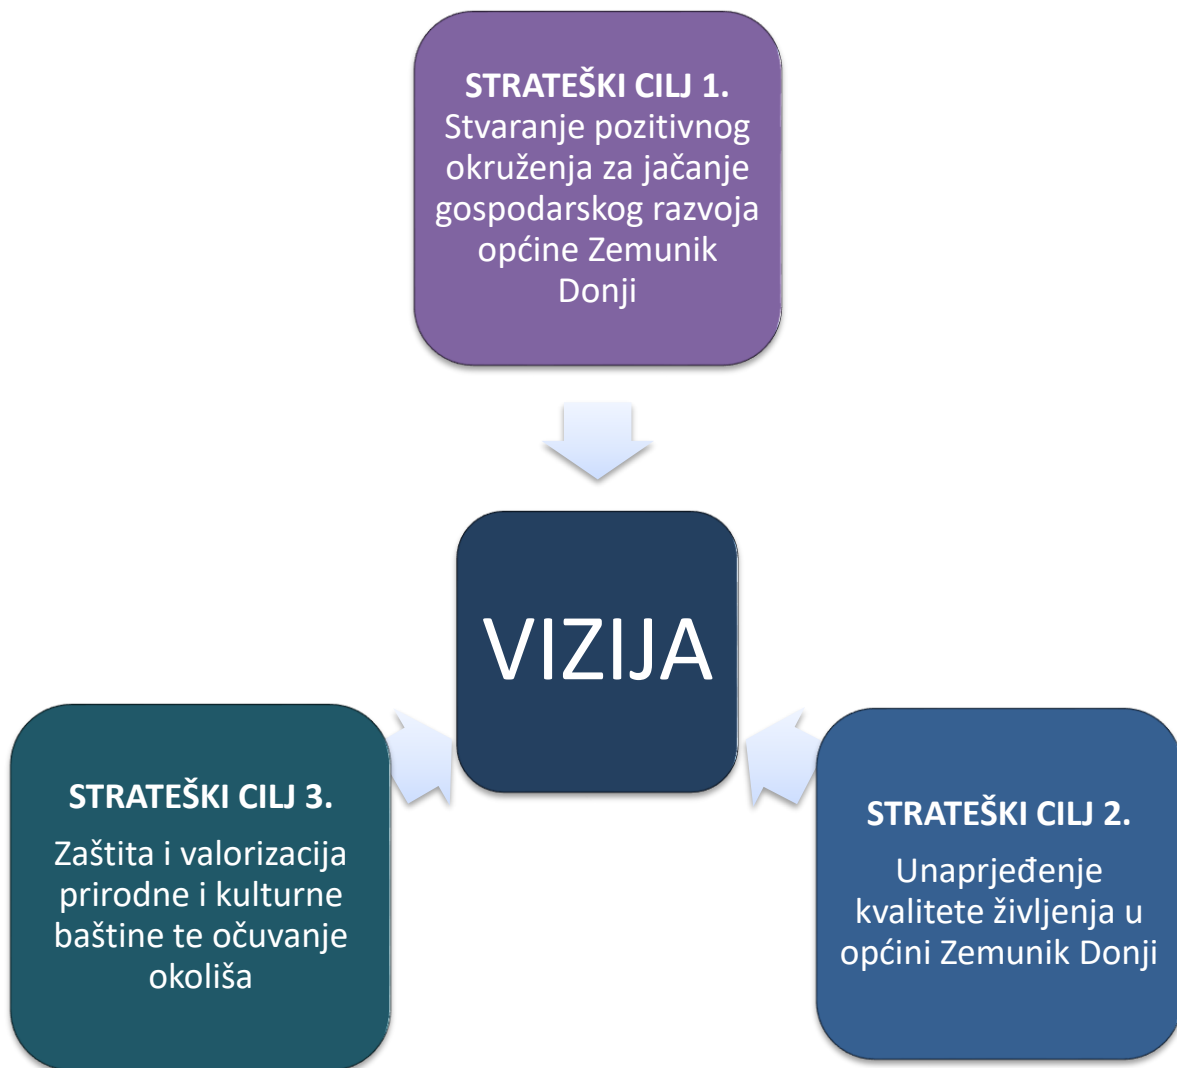 STRATEŠKI CILJ 1.
Stvaranje pozitivnog
okruženja za jačanje
gospodarskog razvoja
općine Zemunik
Donji
VIZIJA
STRATEŠKI CILJ 3.
Zaštita i valorizacija
prirodne i kulturne
baštine te očuvanje
okoliša
STRATEŠKI CILJ 2.
Unaprjeđenje
kvalitete življenja u
općini Zemunik Donji